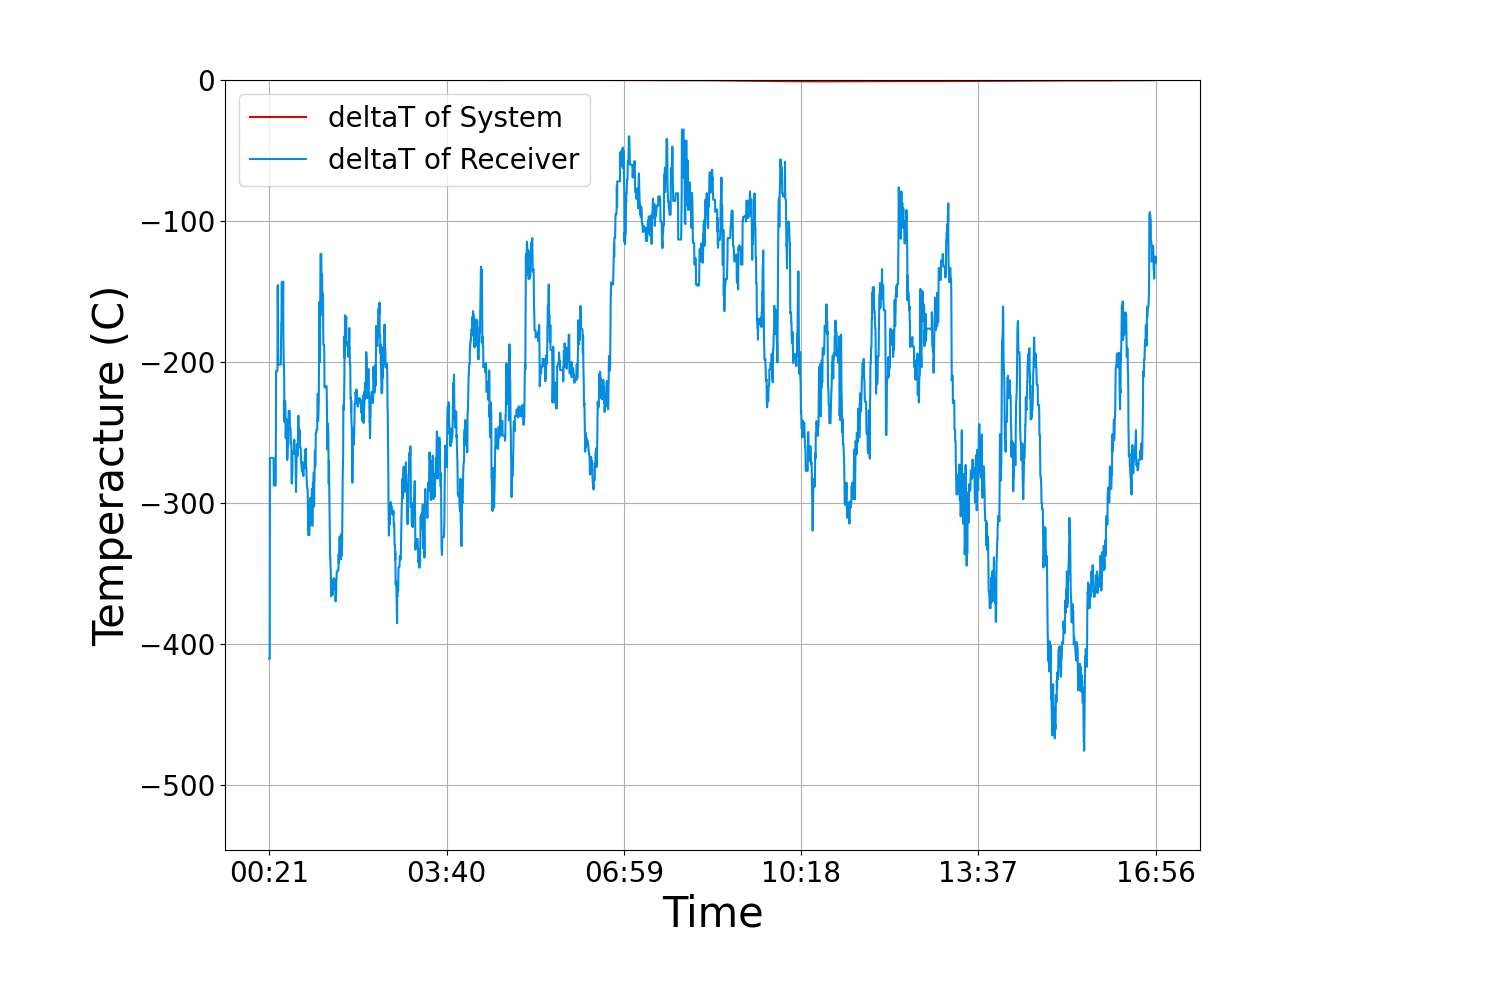 0
−100
−200
−300
−400
−500
Temperacture (C)
deltaT of System
deltaT of Receiver
00:21 03:40 06:59 10:18 13:37 16:56
Time